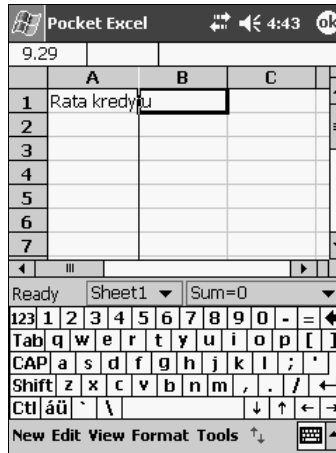 Pocket Excel 4:43 ok
9.29
A B C
1 Rata kredytu
2
3
4
5
6
7
Ready Sheet1 Sum=0
123 1 2 3 4 5 6 7 8 9 0 - =
Tab q w e r t y u i o p [ ]
CAP a s d f g h j k l ; '
Shift z x c v b n m , . /
Ctl áü ` \
New Edit View Format Tools